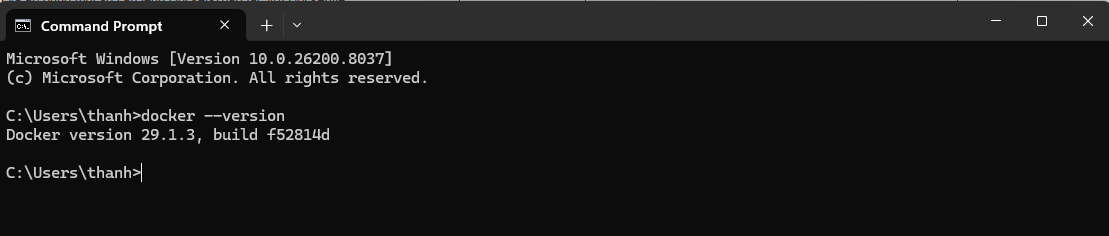 Command Prompt
Microsoft Windows [Version 10.0.26200.8037]
(c) Microsoft Corporation. All rights reserved.
C:\Users\thanh>docker --version
Docker version 29.1.3, build f52814d
C:\Users\thanh>